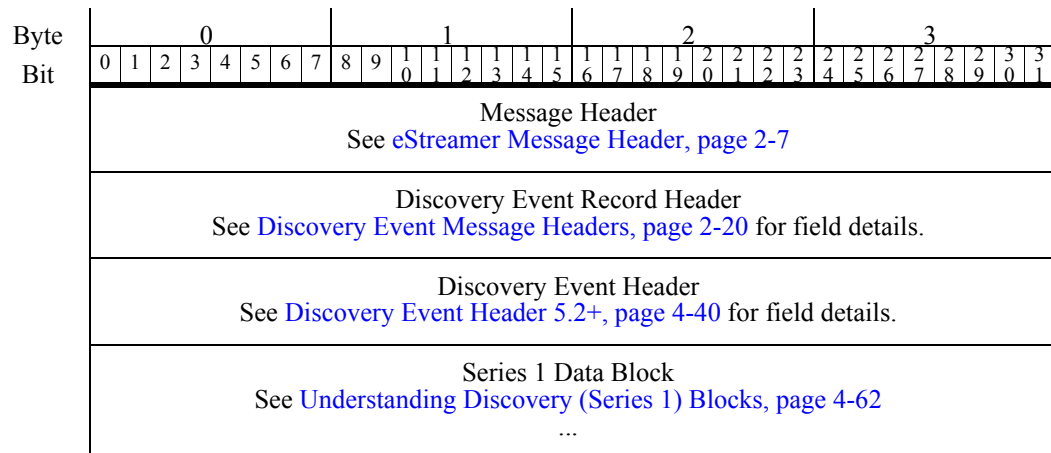 Byte 0 1 2 3
Bit 0 1 2 3 4 5 6 7 8 9 10 11 12 13 14 15 16 17 18 19 20 21 22 23 24 25 26 27 28 29 30 31
Message Header
See eStreamer Message Header, page 2-7
Discovery Event Record Header
See Discovery Event Message Headers, page 2-20 for field details.
Discovery Event Header
See Discovery Event Header 5.2+, page 4-40 for field details.
Series 1 Data Block
See Understanding Discovery (Series 1) Blocks, page 4-62
...